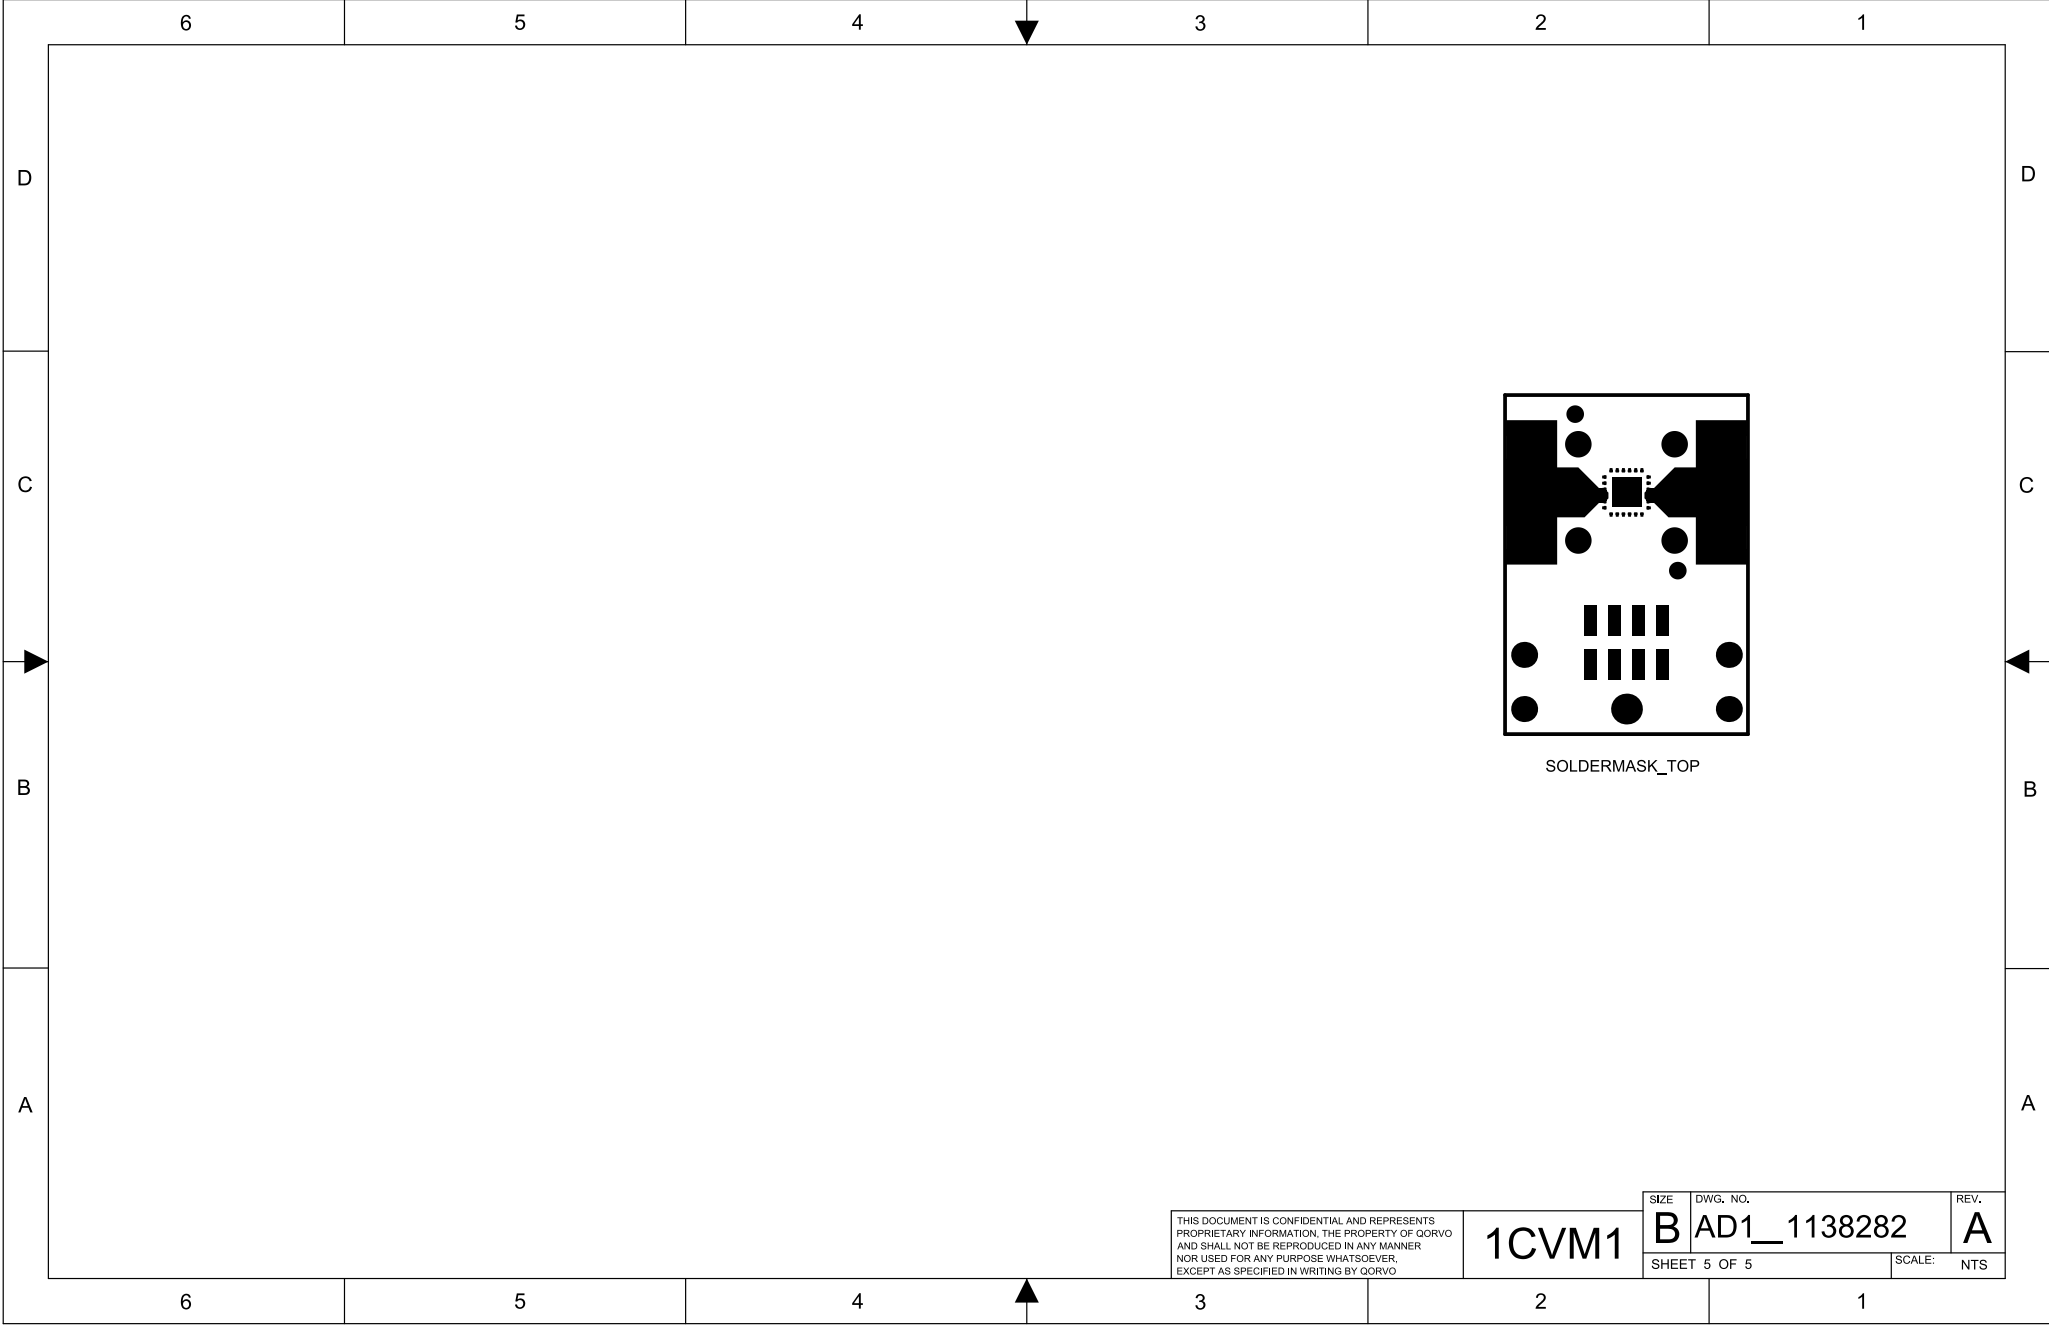 6 5 4 3 2 1
D D
C C
SOLDERMASK_TOP
B B
A A
THIS DOCUMENT IS CONFIDENTIAL AND REPRESENTS
PROPRIETARY INFORMATION, THE PROPERTY OF QORVO
AND SHALL NOT BE REPRODUCED IN ANY MANNER
NOR USED FOR ANY PURPOSE WHATSOEVER,
EXCEPT AS SPECIFIED IN WRITING BY QORVO
1CVM1
SIZE
B
DWG. NO.
AD1__1138282
REV.
A
SHEET 5 OF 5
SCALE: NTS
6 5 4 3 2 1